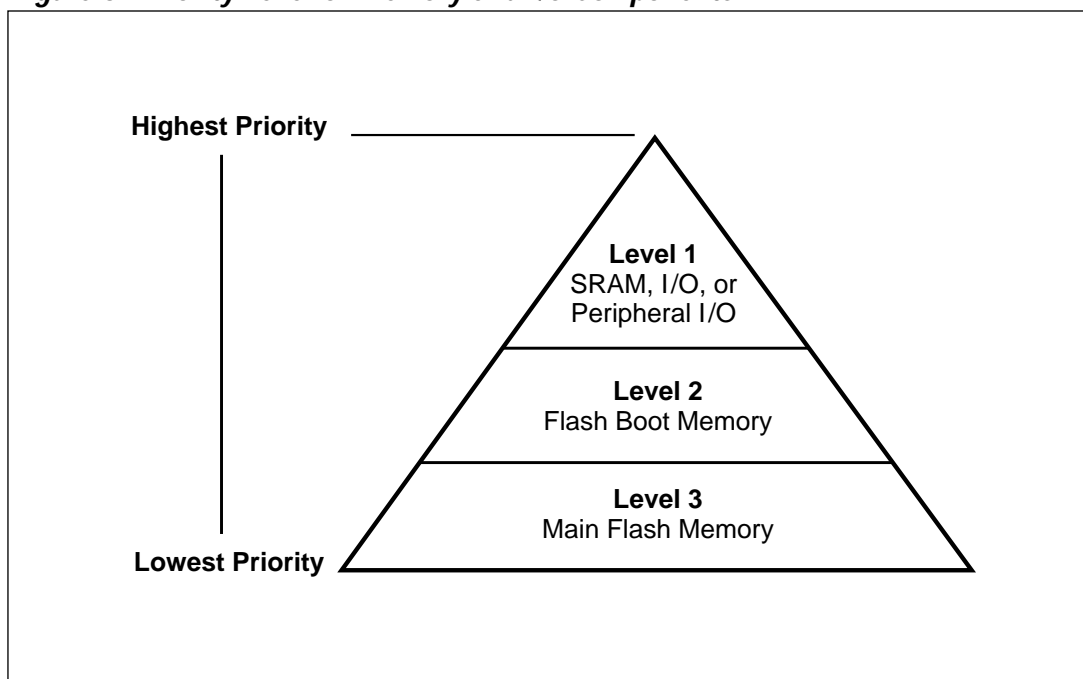 Highest Priority
Level 1
SRAM, I/O, or
Peripheral I/O
Level 2
Flash Boot Memory
Level 3
Main Flash Memory
Lowest Priority